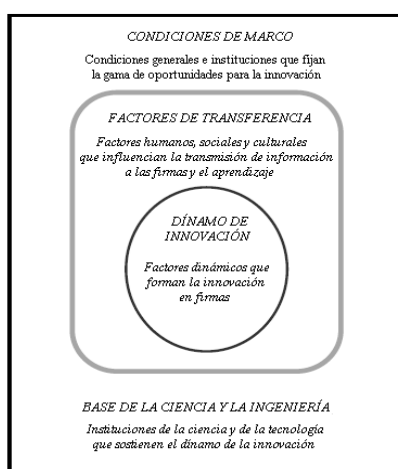 CONDICIONES DE MARCO
Condiciones generales e instituciones que fijan
la gama de oportunidades para la innovación
FACTORES DE TRANSFERENCIA
Factores humanos, sociales y culturales
que influencian la transmisión de información
a las firmas y el aprendizaje
DÍNAMO DE
INNOVACIÓN
Factores dinámicos que
forman la innovación
en firmas
BASE DE LA CIENCIA Y LA INGENIERÍA
Instituciones de la ciencia y de la tecnología
que sostienen el dínamo de la innovación